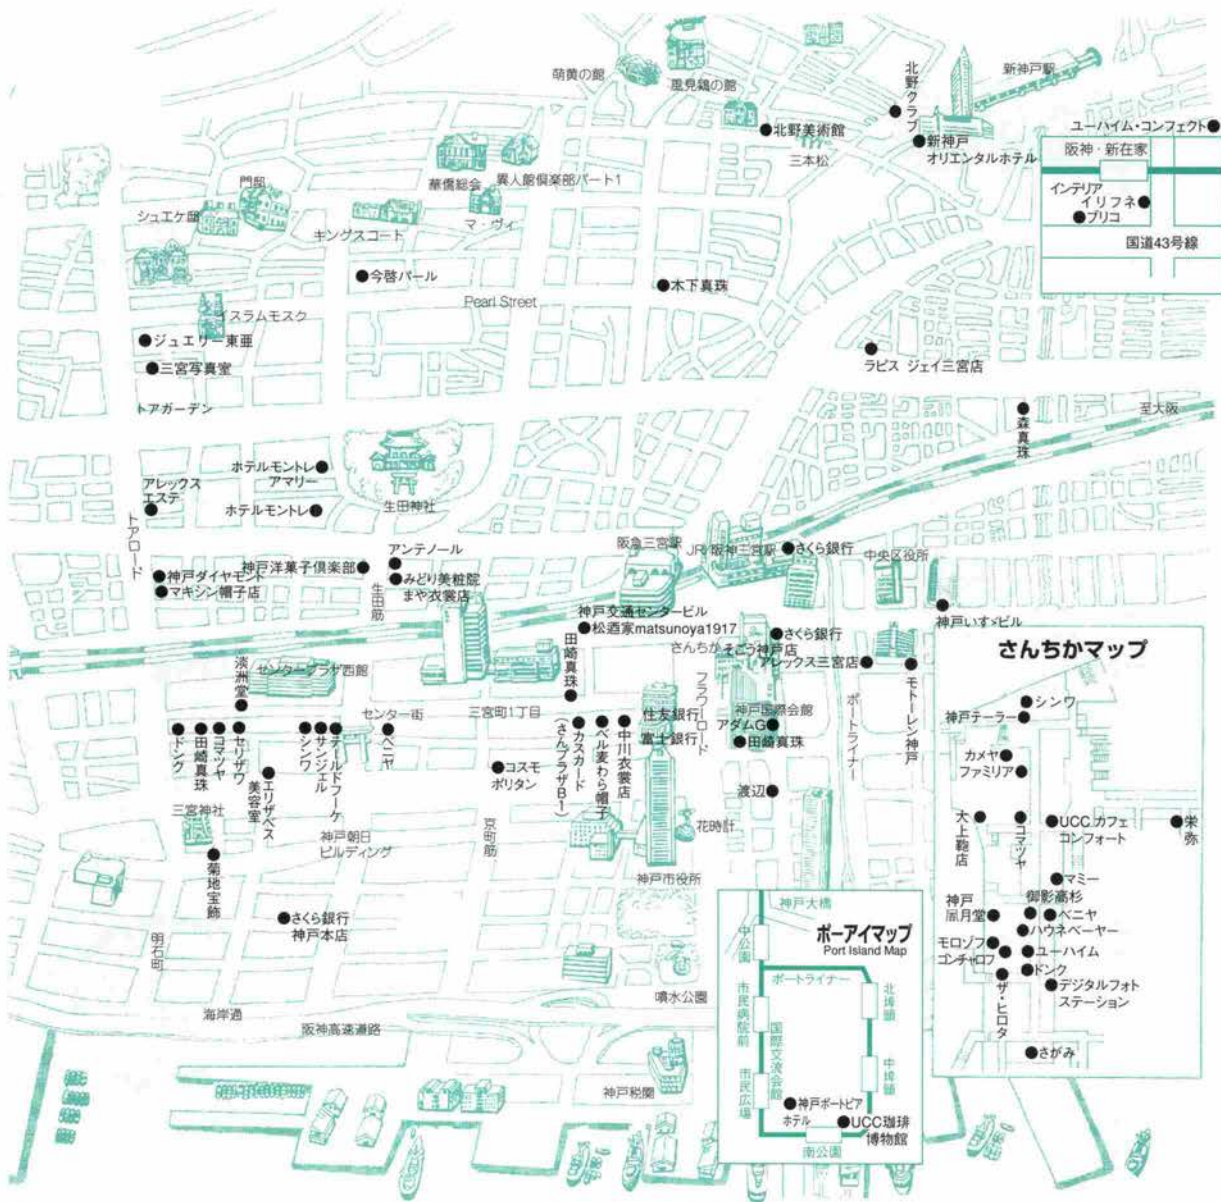 萌黄の館
風見鶏の館
北野クラブ
新神戸駅
北野美術館
三本松
新神戸
オリエンタルホテル
ユーハイム・コンフェクト
阪神・新在家
インテリア
イリフネ
ブリコ
国道43号線
門邸
シュエケ邸
華僑総会
異人館倶楽部パート1
キングスコート
マ・ヴィ
今啓パール
Pearl Street
木下真珠
イスラムモスク
ジュエリー東亜
三宮写真室
トアガーデン
ラピス ジェイ三宮店
森真珠
至大阪
ホテルモントレ
アマリー
アレックス
エステ
ホテルモントレ
生田神社
トアロード
神戸ダイヤモンド
マキシン帽子店
神戸洋菓子倶楽部
生田筋
アンテノール
みどり美粧院
まや衣裳店
阪急三宮駅
JR 阪神三宮駅
さくら銀行
中央区役所
神戸いすゞビル
神戸交通センタービル
松酒家matsunoya1917
さんちか
田崎真珠
さくら銀行
そごう神戸店
アレックス三宮店
モトーレン神戸
フラワーロード
ポートライナー
神戸国際会館
アダムG
田崎真珠
渡辺
淡洲堂
センタープラザ西館
センター街
三宮町1丁目
住友銀行
富士銀行
ドンク
田崎真珠
コマツヤ
セリザワ
エリザベス
美容室
シンワ
サンジェル
テールドフーケ
ベニヤ
コスモ
ポリタン
カスガード
(さんプラザB1)
ベル麦わら帽子
中川衣裳店
三宮神社
菊地宝飾
神戸朝日
ビルディング
京町筋
花時計
神戸市役所
さくら銀行
神戸本店
明石町
海岸通
阪神高速道路
噴水公園
神戸税関
神戸大橋
ポーアイマップ
Port Island Map
中公園
ポートライナー
市民病院前
北埠頭
国際交流会館
市民広場
中埠頭
神戸ポートピア
ホテル
UCC珈琲
博物館
南公園
さんちかマップ
シンワ
神戸テーラー
カメヤ
ファミリア
大上鞄店
コマツヤ
UCC カフェ
コンフォート
栄弥
マミー
御影高杉
神戸
風月堂
ベニヤ
ハウネベーヤー
モロゾフ
ゴンチャロフ
ユーハイム
ドンク
ザ・ヒロタ
デジタルフォト
ステーション
さがみ